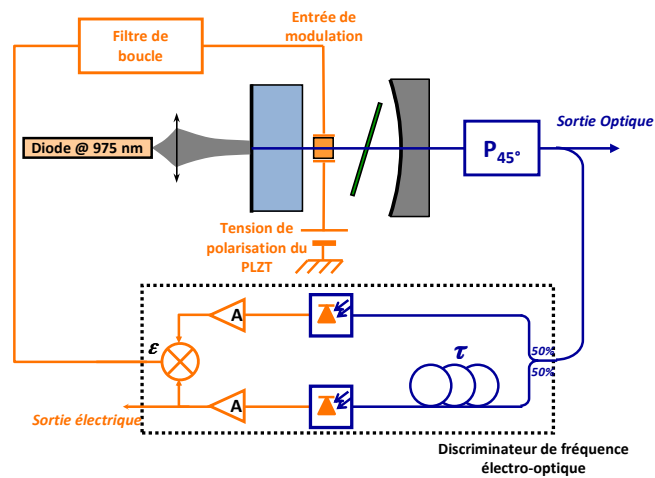 Entrée de
modulation
Filtre de
boucle
Diode @ 975 nm
Sortie Optique
P45°
Tension de
polarisation du
PLZT
A
ε
τ
50%
50%
A
Sortie électrique
Discriminateur de fréquence
électro-optique